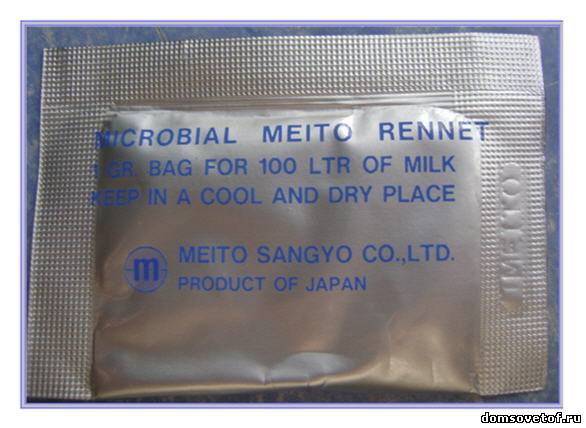 MICROBIAL MEITO RENNET
1 GR. BAG FOR 100 LTR OF MILK
KEEP IN A COOL AND DRY PLACE
m MEITO SANGYO CO.,LTD.
PRODUCT OF JAPAN
MEITO
domsovetof.ru